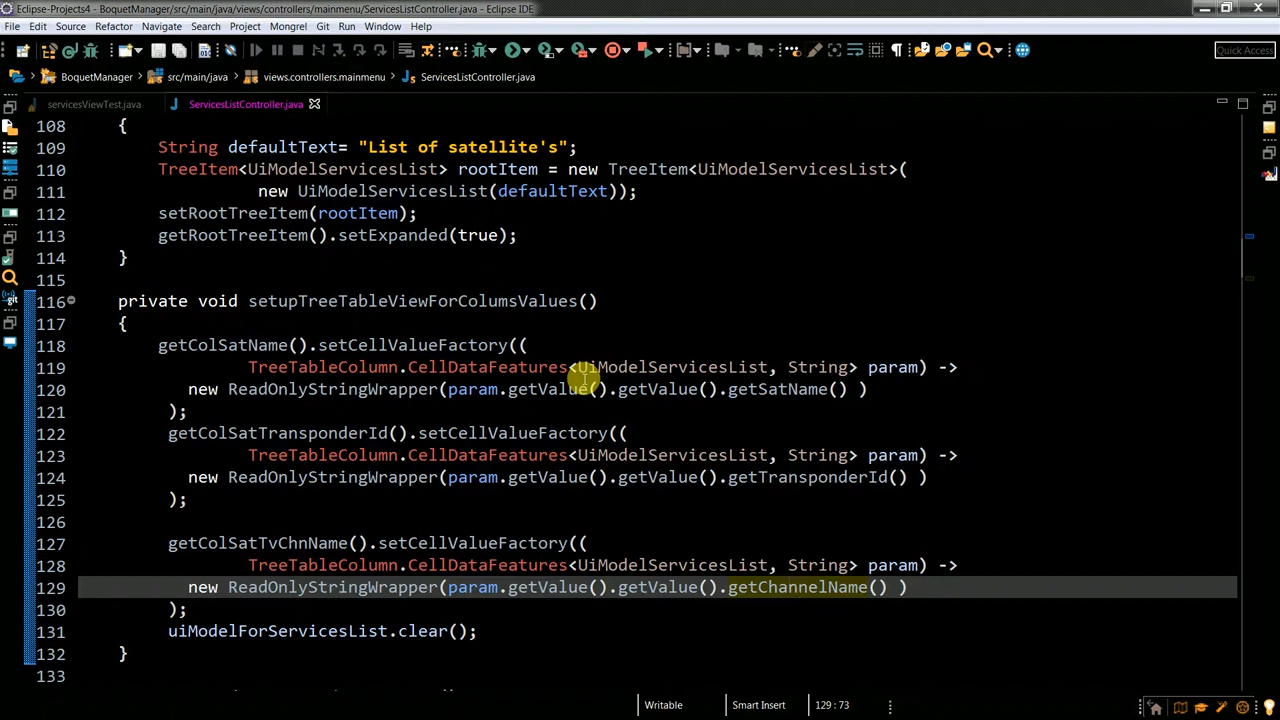 Eclipse-Projects4 - BoquetManager/src/main/java/views/controllers/mainmenu/ServicesListController.java - Eclipse IDE
File Edit Source Refactor Navigate Search Project Mongrel Git Run Window Help
Quick Access
BoquetManager src/main/java views.controllers.mainmenu ServicesListController.java
servicesViewTest.java ServicesListController.java
108 {
109 String defaultText= "List of satellite's";
110 TreeItem<UiModelServicesList> rootItem = new TreeItem<UiModelServicesList>(
111 new UiModelServicesList(defaultText));
112 setRootTreeItem(rootItem);
113 getRootTreeItem().setExpanded(true);
114 }
115
116 private void setupTreeTableViewForColumsValues()
117 {
118 getColSatName().setCellValueFactory((
119 TreeTableColumn.CellDataFeatures<UiModelServicesList, String> param) ->
120 new ReadOnlyStringWrapper(param.getValue().getValue().getSatName() )
121 );
122 getColSatTransponderId().setCellValueFactory((
123 TreeTableColumn.CellDataFeatures<UiModelServicesList, String> param) ->
124 new ReadOnlyStringWrapper(param.getValue().getValue().getTransponderId() )
125 );
126
127 getColSatTvChnName().setCellValueFactory((
128 TreeTableColumn.CellDataFeatures<UiModelServicesList, String> param) ->
129 new ReadOnlyStringWrapper(param.getValue().getValue().getChannelName() )
130 );
131 uiModelForServicesList.clear();
132 }
133
Writable Smart Insert 129 : 73